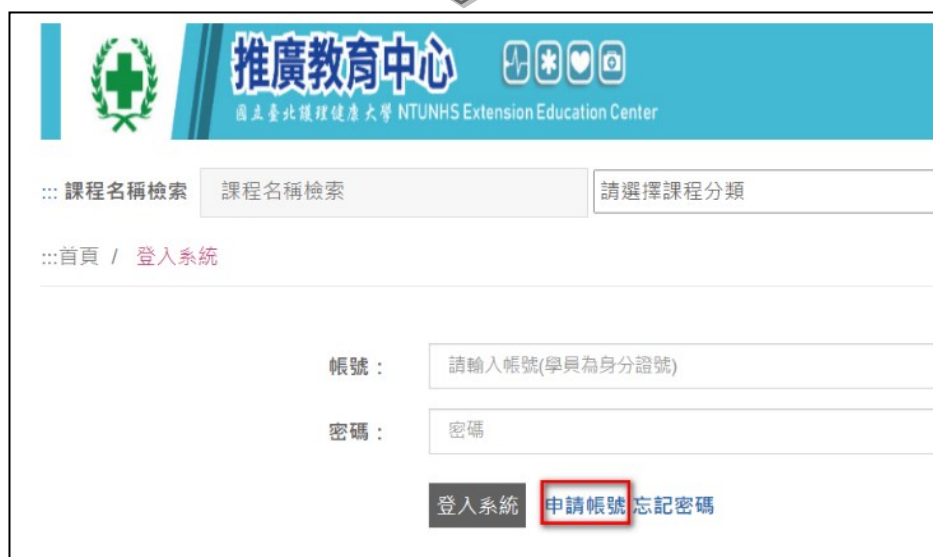 推廣教育中心
國立臺北護理健康大學 NTUNHS Extension Education Center
:::課程名稱檢索 課程名稱檢索 請選擇課程分類
:::首頁 / 登入系統
帳號： 請輸入帳號(學員為身分證號)
密碼： 密碼
登入系統 申請帳號 忘記密碼